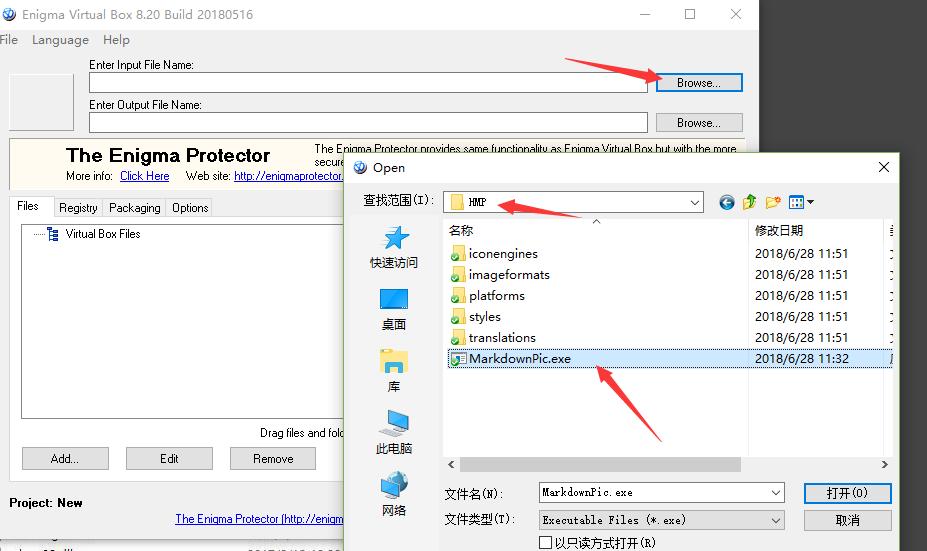 Enigma Virtual Box 8.20 Build 20180516
File Language Help
Enter Input File Name:
Browse...
Enter Output File Name:
Browse...
The Enigma Protector
The Enigma Protector provides same functionality as Enigma Virtual Box but with the more
secure
More info: Click Here Web site: http://enigmaprotector.
Files Registry Packaging Options
Virtual Box Files
Drag files and fold
Add... Edit Remove
Project: New
The Enigma Protector [http://enigm
Open
查找范围(I): HMP
快速访问
桌面
库
此电脑
网络
名称 修改日期
iconengines 2018/6/28 11:51
imageformats 2018/6/28 11:51
platforms 2018/6/28 11:51
styles 2018/6/28 11:51
translations 2018/6/28 11:51
MarkdownPic.exe 2018/6/28 11:32
文件名(N): MarkdownPic.exe 打开(O)
文件类型(T): Executable Files (*.exe) 取消
以只读方式打开(R)